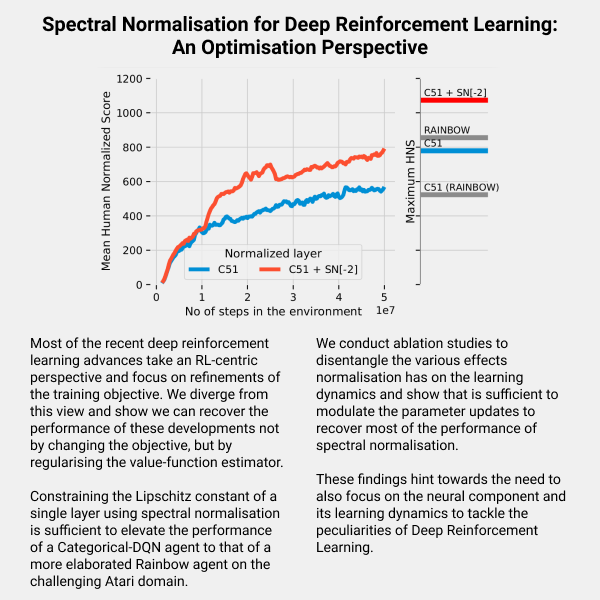 Spectral Normalisation for Deep Reinforcement Learning:
An Optimisation Perspective
1200
1000
800
600
400
200
0
Mean Human Normalized Score
Normalized layer
C51
C51 + SN[-2]
0
1
2
3
4
5
1e7
No of steps in the environment
Maximum HNS
C51 + SN[-2]
RAINBOW
C51
C51 (RAINBOW)
Most of the recent deep reinforcement
learning advances take an RL-centric
perspective and focus on refinements of
the training objective. We diverge from
this view and show we can recover the
performance of these developments not
by changing the objective, but by
regularising the value-function estimator.
Constraining the Lipschitz constant of a
single layer using spectral normalisation
is sufficient to elevate the performance
of a Categorical-DQN agent to that of a
more elaborated Rainbow agent on the
challenging Atari domain.
We conduct ablation studies to
disentangle the various effects
normalisation has on the learning
dynamics and show that is sufficient to
modulate the parameter updates to
recover most of the performance of
spectral normalisation.
These findings hint towards the need to
also focus on the neural component and
its learning dynamics to tackle the
peculiarities of Deep Reinforcement
Learning.